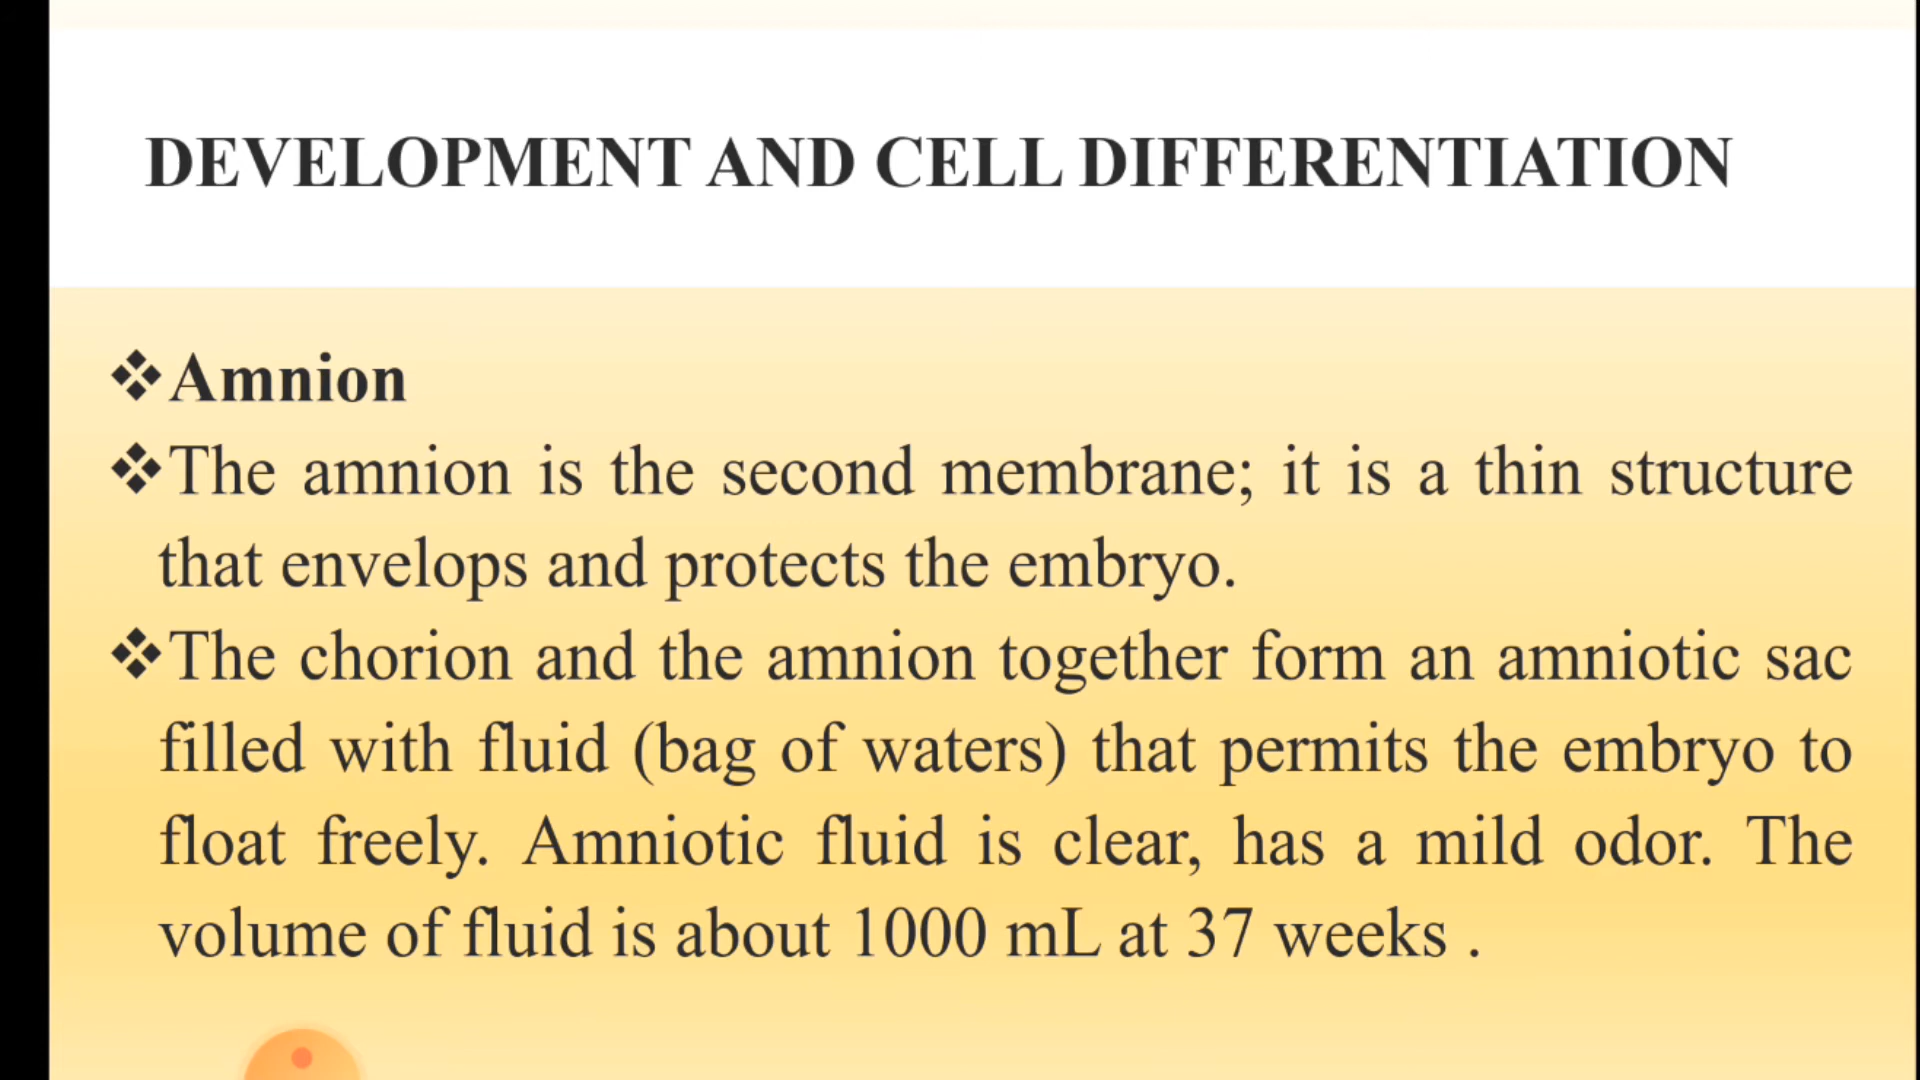 DEVELOPMENT AND CELL DIFFERENTIATION
❖Amnion
❖The amnion is the second membrane; it is a thin structure
that envelops and protects the embryo.
❖The chorion and the amnion together form an amniotic sac
filled with fluid (bag of waters) that permits the embryo to
float freely. Amniotic fluid is clear, has a mild odor. The
volume of fluid is about 1000 mL at 37 weeks .